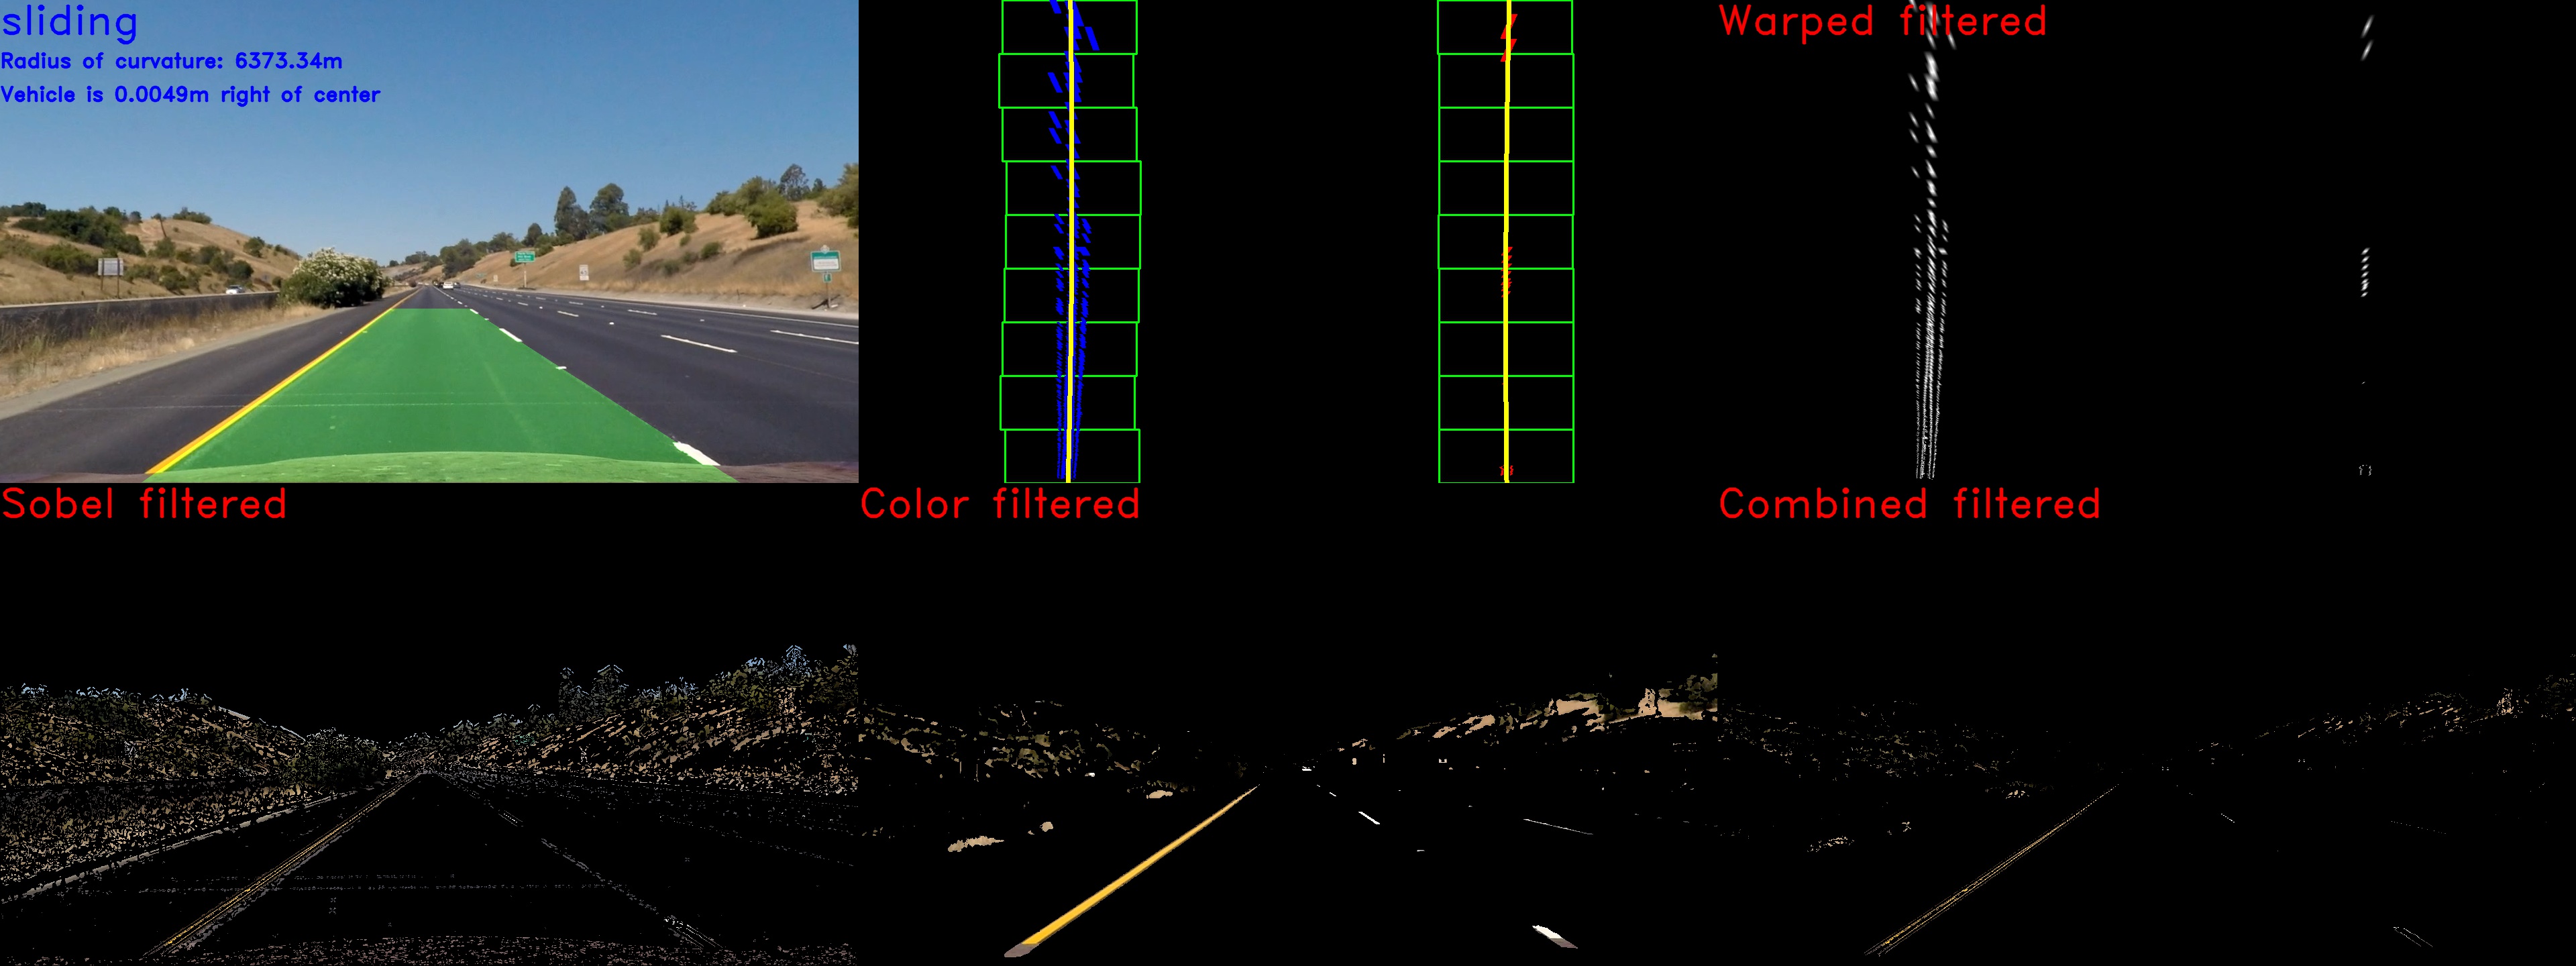 sliding
Radius of curvature: 6373.34m
Vehicle is 0.0049m right of center
Warped filtered
Sobel filtered
Color filtered
Combined filtered